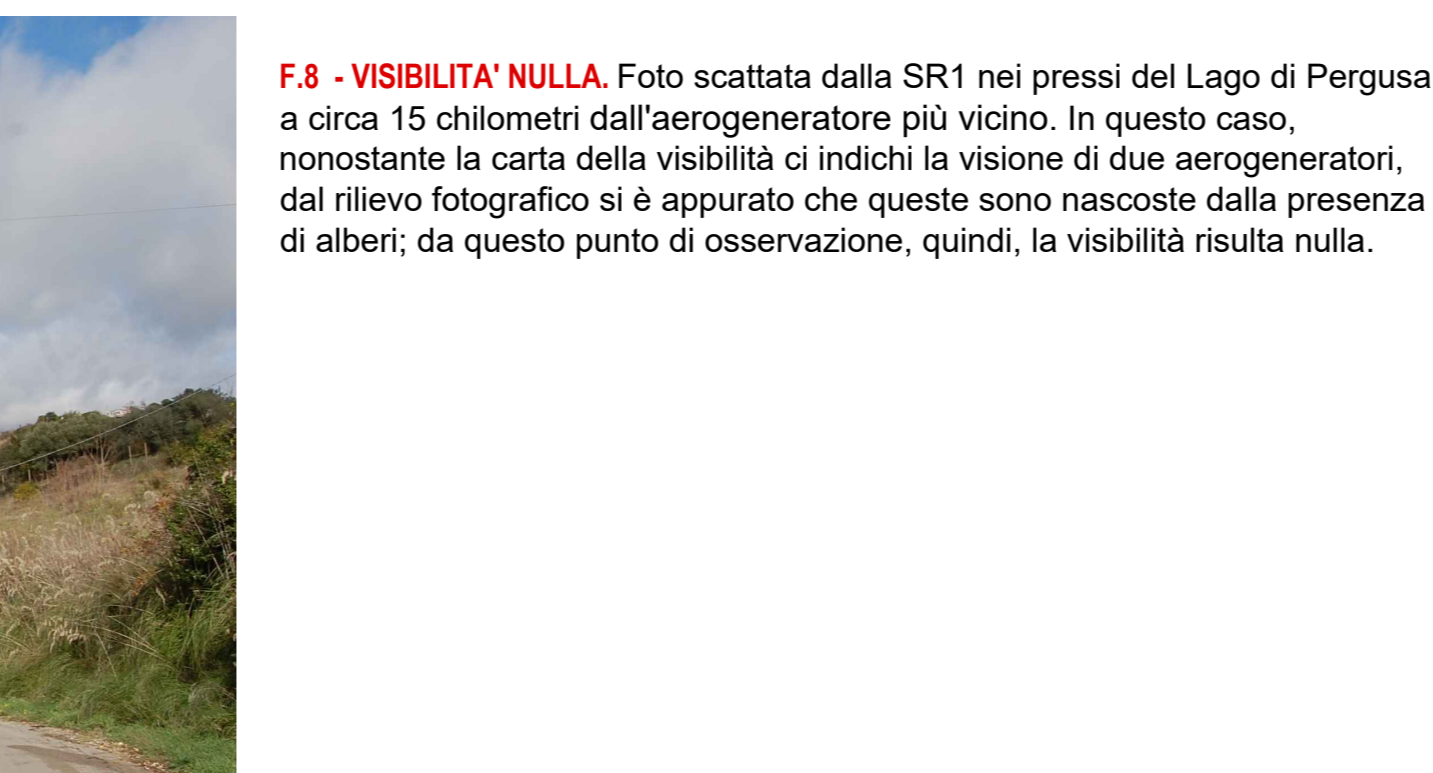 F.8 - VISIBILITA' NULLA. Foto scattata dalla SR1 nei pressi del Lago di Pergusa
a circa 15 chilometri dall'aerogeneratore più vicino. In questo caso,
nonostante la carta della visibilità ci indichi la visione di due aerogeneratori,
dal rilievo fotografico si è appurato che queste sono nascoste dalla presenza
di alberi; da questo punto di osservazione, quindi, la visibilità risulta nulla.